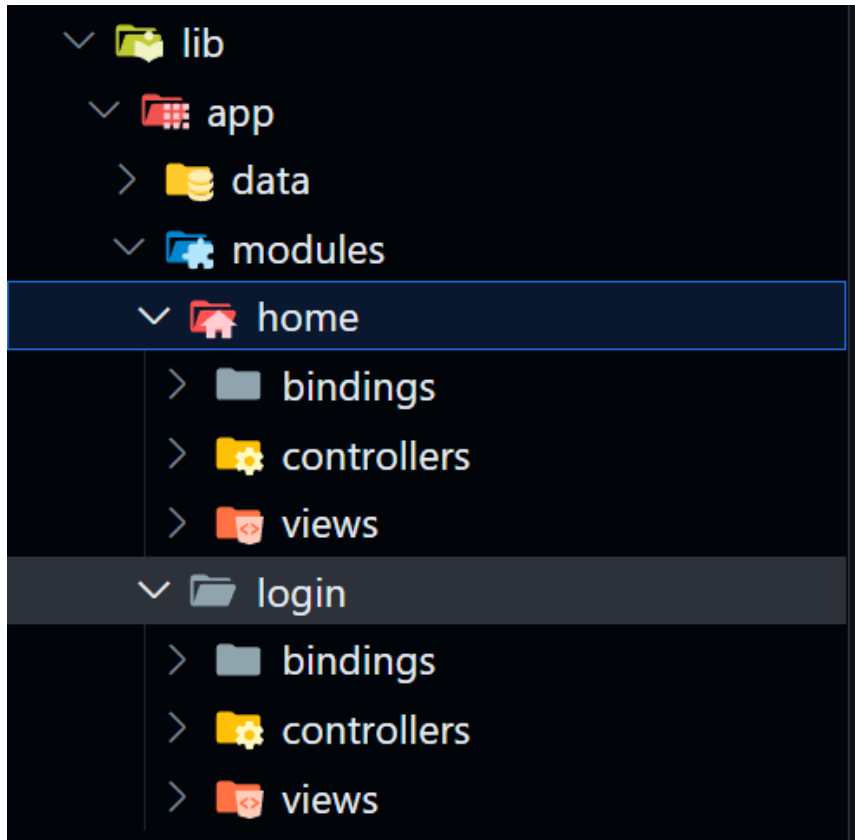 lib
app
data
modules
home
bindings
controllers
views
login
bindings
controllers
views